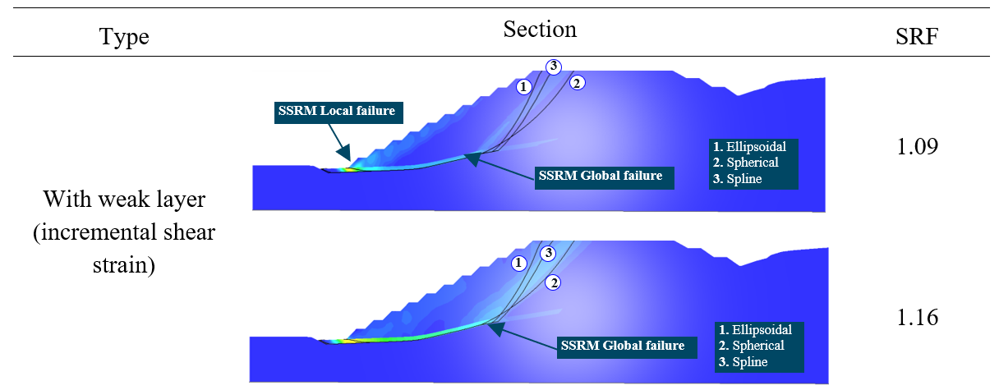 Type
Section
SRF
With weak layer
(incremental shear
strain)
1
3
2
SSRM Local failure
SSRM Global failure
1. Ellipsoidal
2. Spherical
3. Spline
1.09
1
3
2
SSRM Global failure
1. Ellipsoidal
2. Spherical
3. Spline
1.16